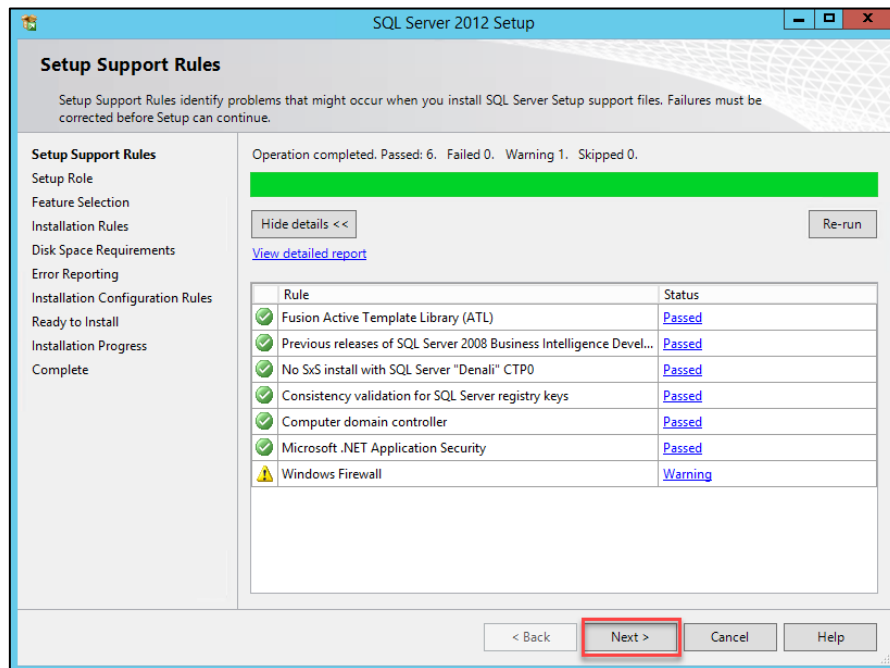 SQL Server 2012 Setup
Setup Support Rules
Setup Support Rules identify problems that might occur when you install SQL Server Setup support files. Failures must be
corrected before Setup can continue.
Setup Support Rules
Setup Role
Feature Selection
Installation Rules
Disk Space Requirements
Error Reporting
Installation Configuration Rules
Ready to Install
Installation Progress
Complete
Operation completed. Passed: 6.   Failed 0.   Warning 1.   Skipped 0.
Hide details <<
Re-run
View detailed report
Rule Status
Fusion Active Template Library (ATL) Passed
Previous releases of SQL Server 2008 Business Intelligence Devel... Passed
No SxS install with SQL Server "Denali" CTP0 Passed
Consistency validation for SQL Server registry keys Passed
Computer domain controller Passed
Microsoft .NET Application Security Passed
Windows Firewall Warning
< Back Next > Cancel Help